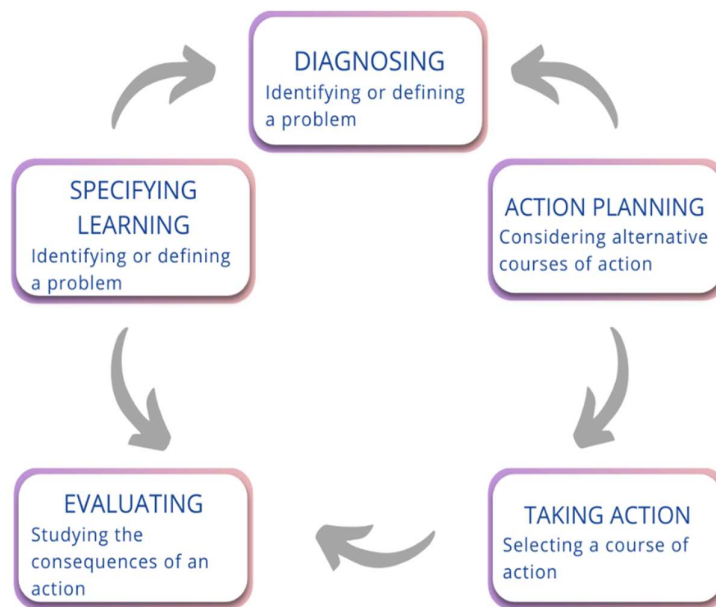 DIAGNOSING
Identifying or defining
a problem
SPECIFYING
LEARNING
Identifying or defining
a problem
ACTION PLANNING
Considering alternative
courses of action
EVALUATING
Studying the
consequences of an
action
TAKING ACTION
Selecting a course of
action